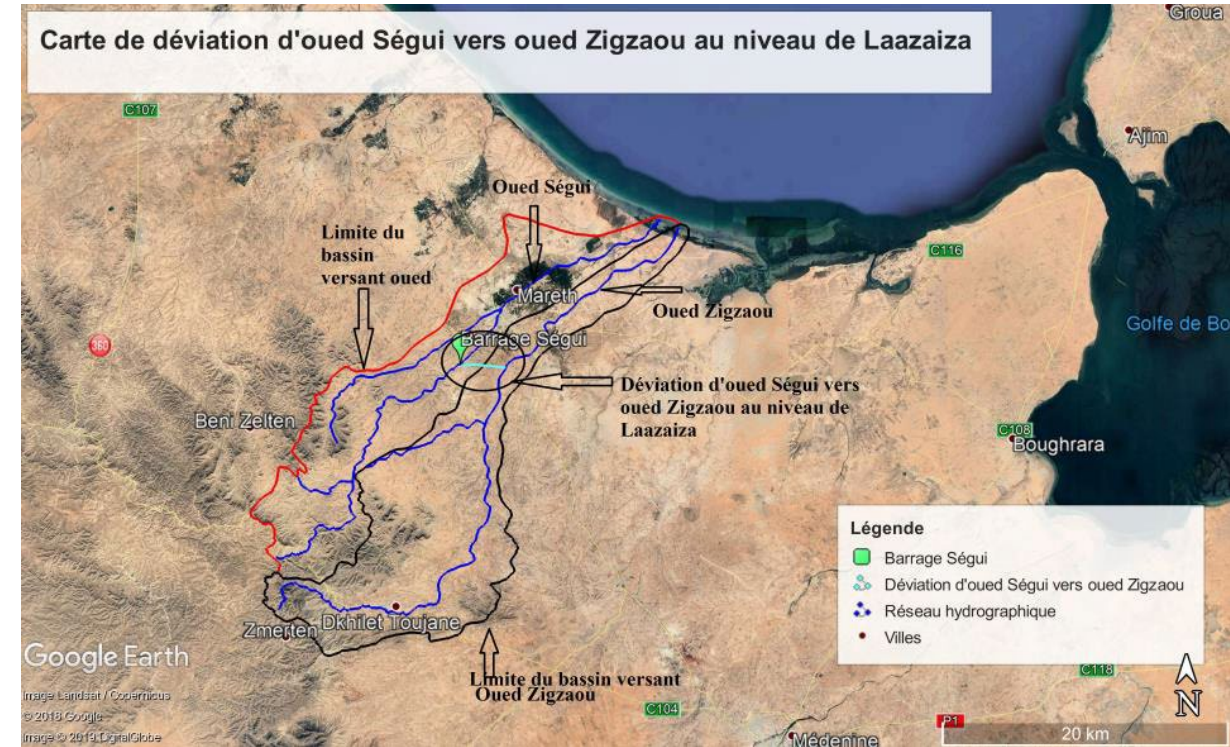 Carte de déviation d'oued Ségui vers oued Zigzaou au niveau de Laazaiza
Groua
C107
Ajim
Oued Ségui
Limite du
bassin
versant oued
C116
Mareth
Oued Zigzaou
Golfe de Bo
360
Barrage Ségui
Déviation d'oued Ségui vers
oued Zigzaou au niveau de
Laazaiza
Beni Zelten
C108
Boughrara
Légende
Barrage Ségui
Déviation d'oued Ségui vers oued Zigzaou
Réseau hydrographique
Villes
Zmerten
Dkhilet Toujane
Google Earth
Limite du bassin versant
Oued Zigzaou
C118
Image Landsat / Copernicus
© 2018 Google
Image © 2019 DigitalGlobe
C104
N
P1
20 km
Médenine